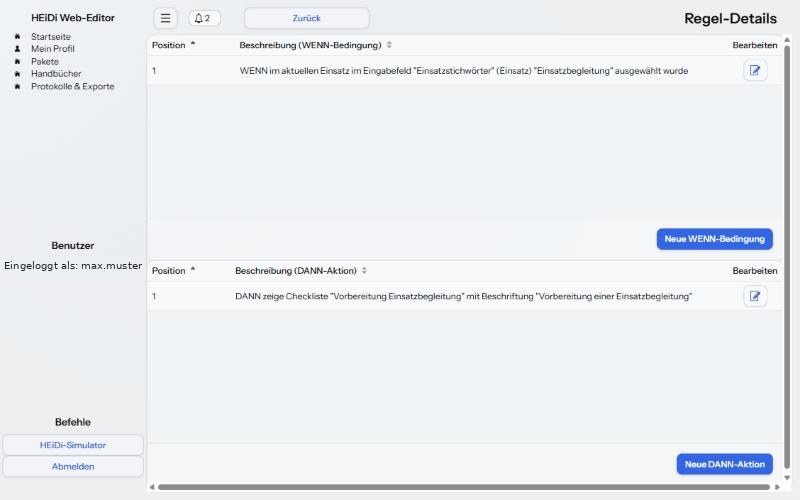 HEiDi Web-Editor
Startseite
Mein Profil
Pakete
Handbücher
Protokolle & Exporte
Benutzer
Eingeloggt als: max.muster
Befehle
HEiDi-Simulator
Abmelden
2
Zurück
Regel-Details
Position Beschreibung (WENN-Bedingung) Bearbeiten
1 WENN im aktuellen Einsatz im Eingabefeld "Einsatzstichwörter" (Einsatz) "Einsatzbegleitung" ausgewählt wurde
Neue WENN-Bedingung
Position Beschreibung (DANN-Aktion) Bearbeiten
1 DANN zeige Checkliste "Vorbereitung Einsatzbegleitung" mit Beschriftung "Vorbereitung einer Einsatzbegleitung"
Neue DANN-Aktion